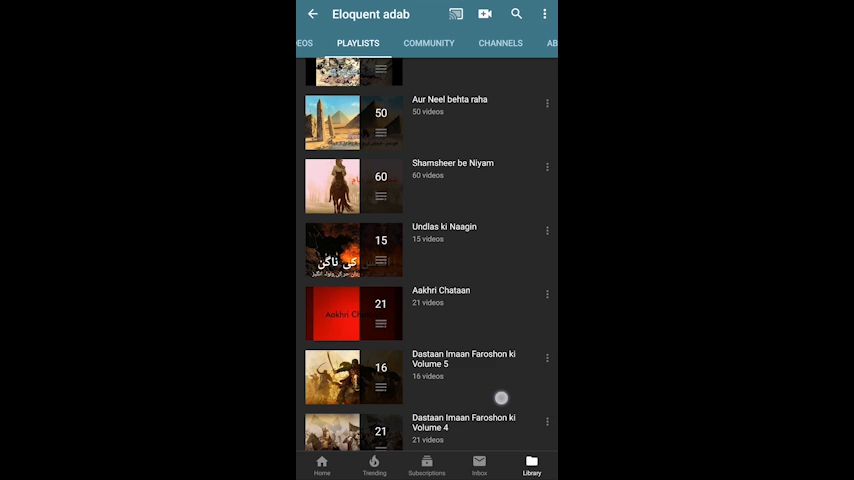 Eloquent adab
EOS PLAYLISTS COMMUNITY CHANNELS AB
Aur Neel behta raha
50 videos
50
Shamsheer be Niyam
60 videos
60
Undlas ki Naagin
15 videos
15
کی ناگن
Aakhri Chataan
21 videos
21
Aakhri Ch
Dastaan Imaan Faroshon ki
Volume 5
16 videos
16
Dastaan Imaan Faroshon ki
Volume 4
21 videos
21
Home Trending Subscriptions Inbox Library